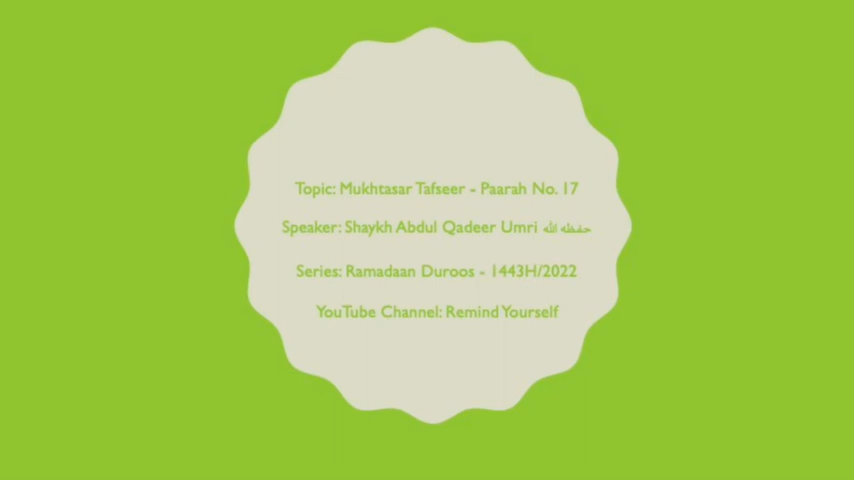 Topic: Mukhtasar Tafseer - Paarah No. 17
Speaker: Shaykh Abdul Qadeer Umri حفظه الله
Series: Ramadaan Duroos - 1443H/2022
YouTube Channel: Remind Yourself